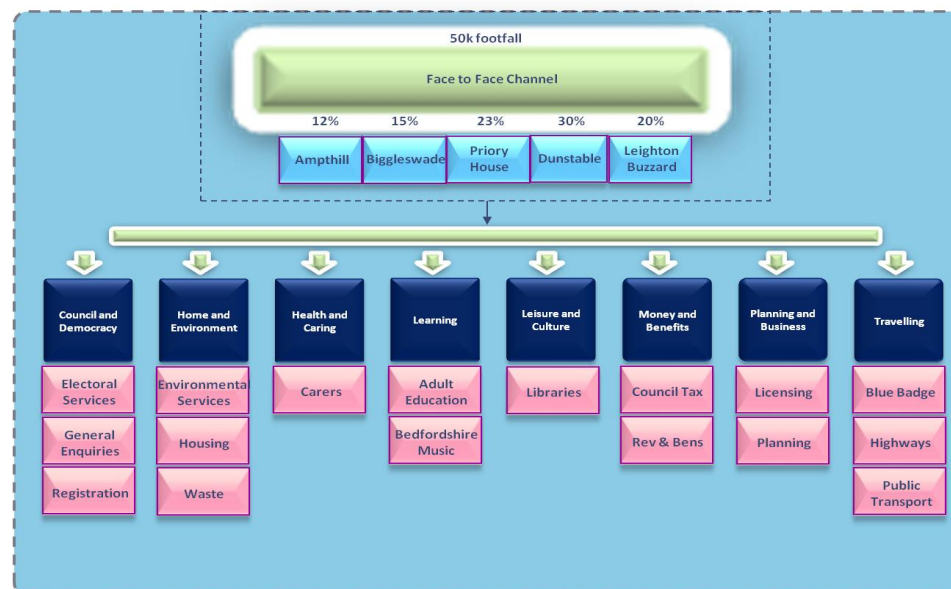 50k footfall
Face to Face Channel
12% 15% 23% 30% 20%
Ampthill
Biggleswade
Priory
House
Dunstable
Leighton
Buzzard
Council and
Democracy
Home and
Environment
Health and
Caring
Learning
Leisure and
Culture
Money and
Benefits
Planning and
Business
Travelling
Electoral
Services
General
Enquiries
Registration
Environmental
Services
Housing
Waste
Carers
Adult
Education
Bedfordshire
Music
Libraries
Council Tax
Rev & Bens
Licensing
Planning
Blue Badge
Highways
Public
Transport